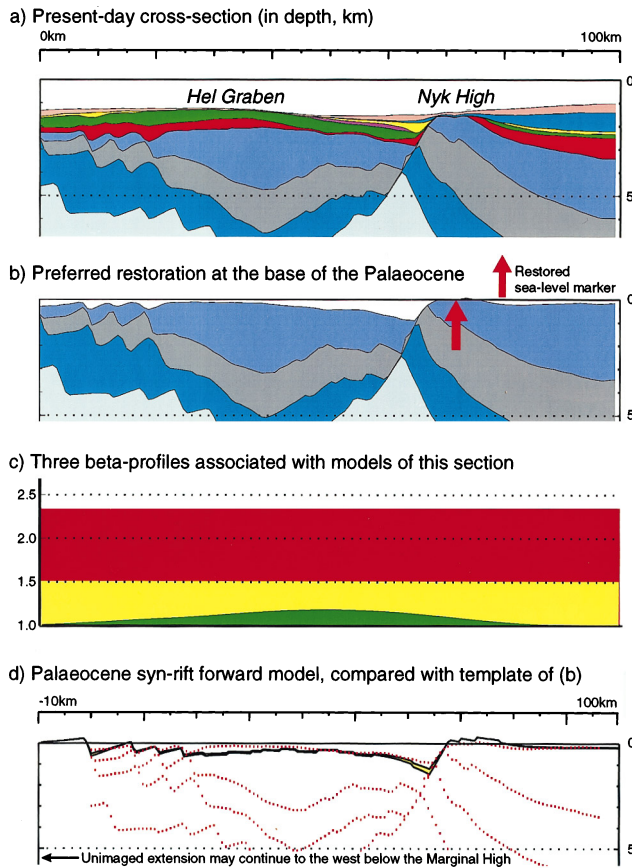 a) Present-day cross-section (in depth, km)
0km 100km
0
Hel Graben Nyk High
5
b) Preferred restoration at the base of the Palaeocene
Restored
sea-level marker
0
5
c) Three beta-profiles associated with models of this section
2.5
2.0
1.5
1.0
d) Palaeocene syn-rift forward model, compared with template of (b)
-10km 100km
0
5
Unimaged extension may continue to the west below the Marginal High